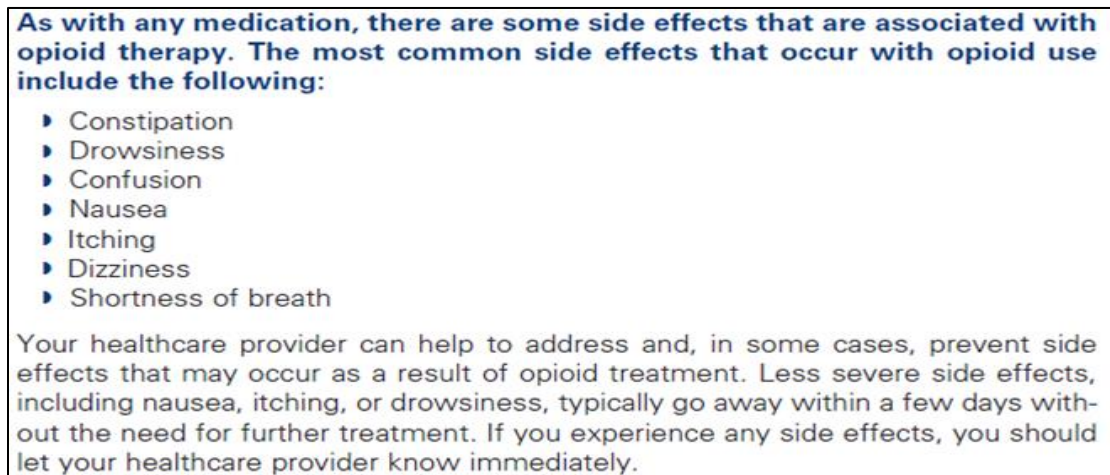 As with any medication, there are some side effects that are associated with
opioid therapy. The most common side effects that occur with opioid use
include the following:
Constipation
Drowsiness
Confusion
Nausea
Itching
Dizziness
Shortness of breath
Your healthcare provider can help to address and, in some cases, prevent side
effects that may occur as a result of opioid treatment. Less severe side effects,
including nausea, itching, or drowsiness, typically go away within a few days with-
out the need for further treatment. If you experience any side effects, you should
let your healthcare provider know immediately.